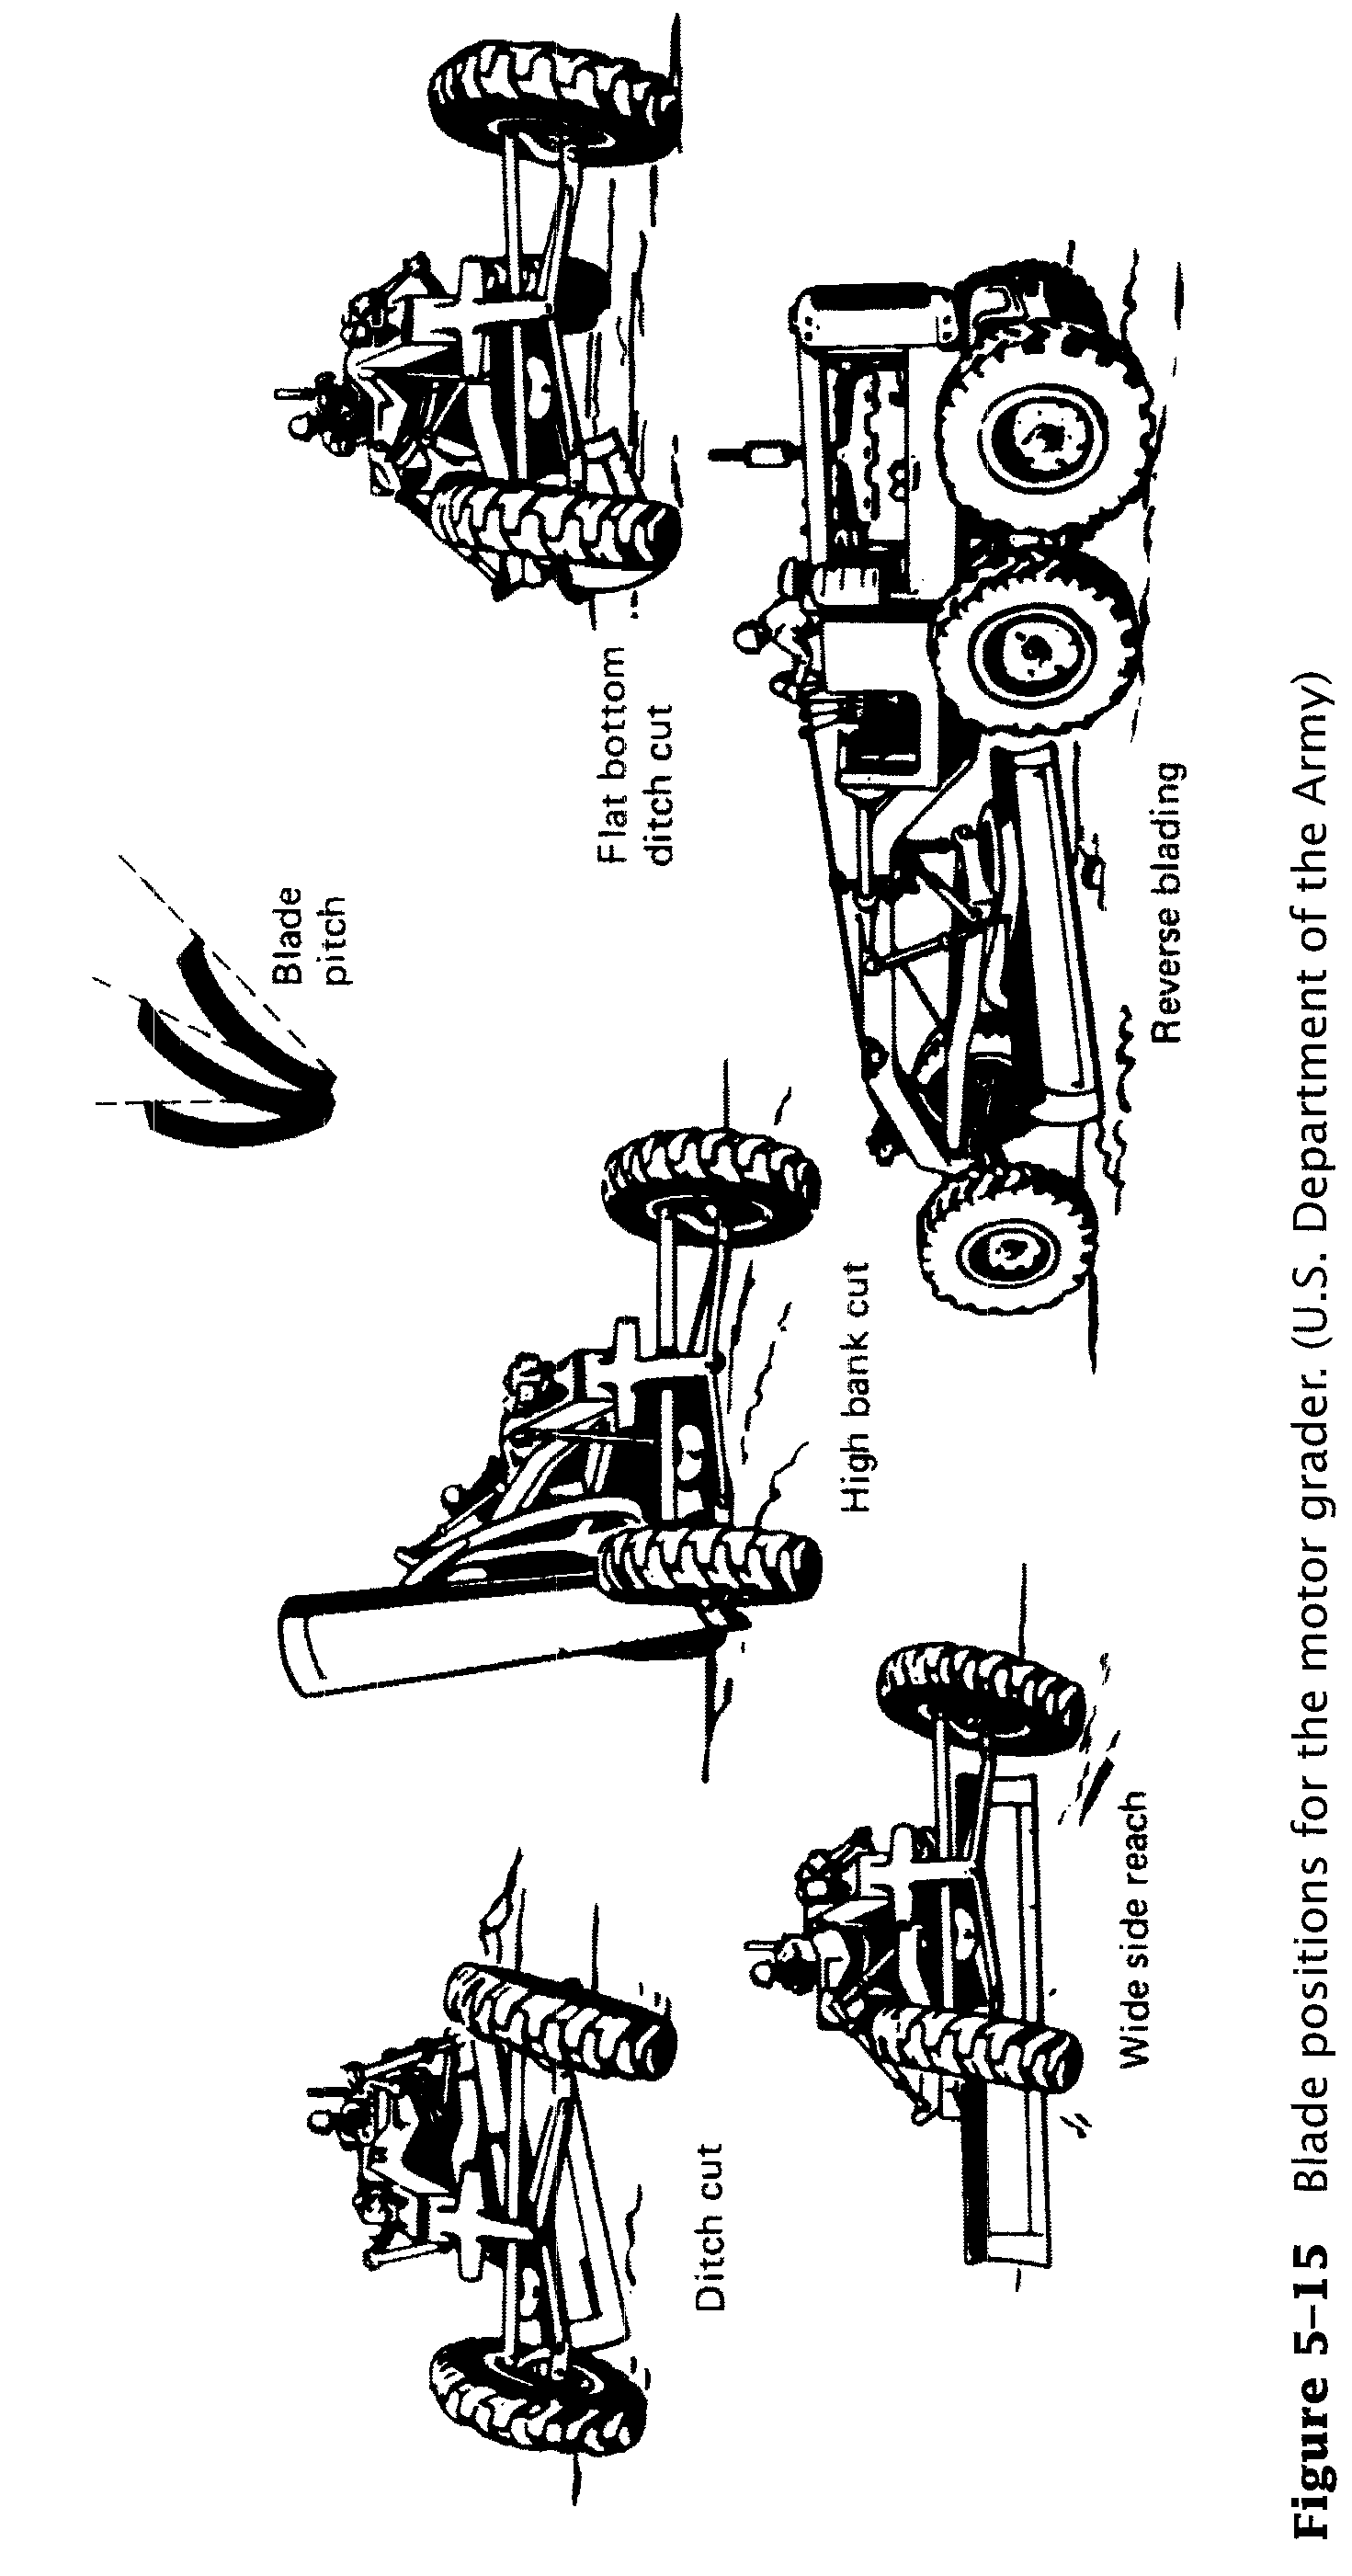 Ditch cut
High bank cut
Blade
pitch
Flat bottom
ditch cut
Wide side reach
Reverse blading
Figure 5–15 Blade positions for the motor grader. (U.S. Department of the Army)